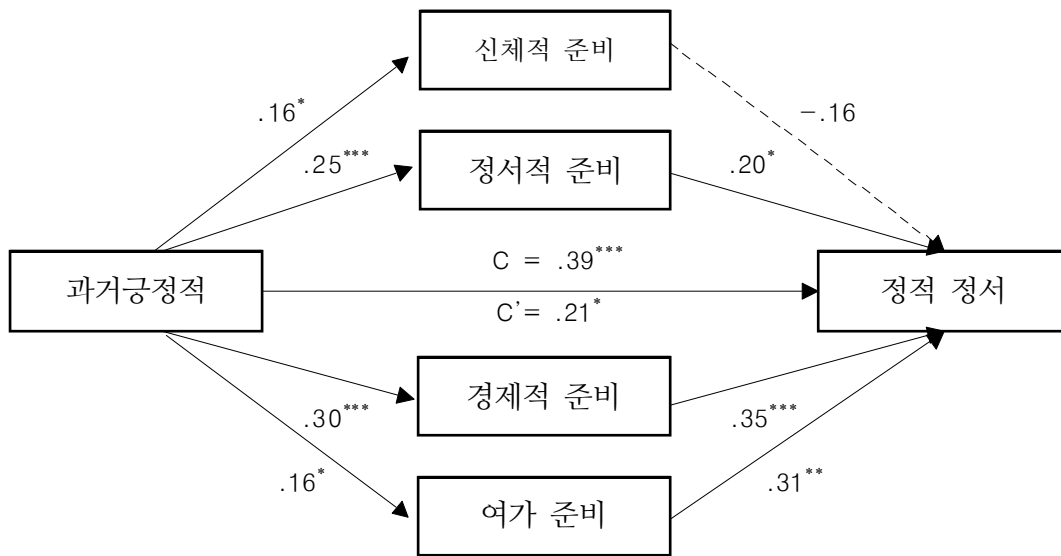 신체적 준비
.16*
-.16
.25***
정서적 준비
.20*
과거긍정적
C = .39***
C'= .21*
정적 정서
경제적 준비
.30***
.35***
.16*
여가 준비
.31**